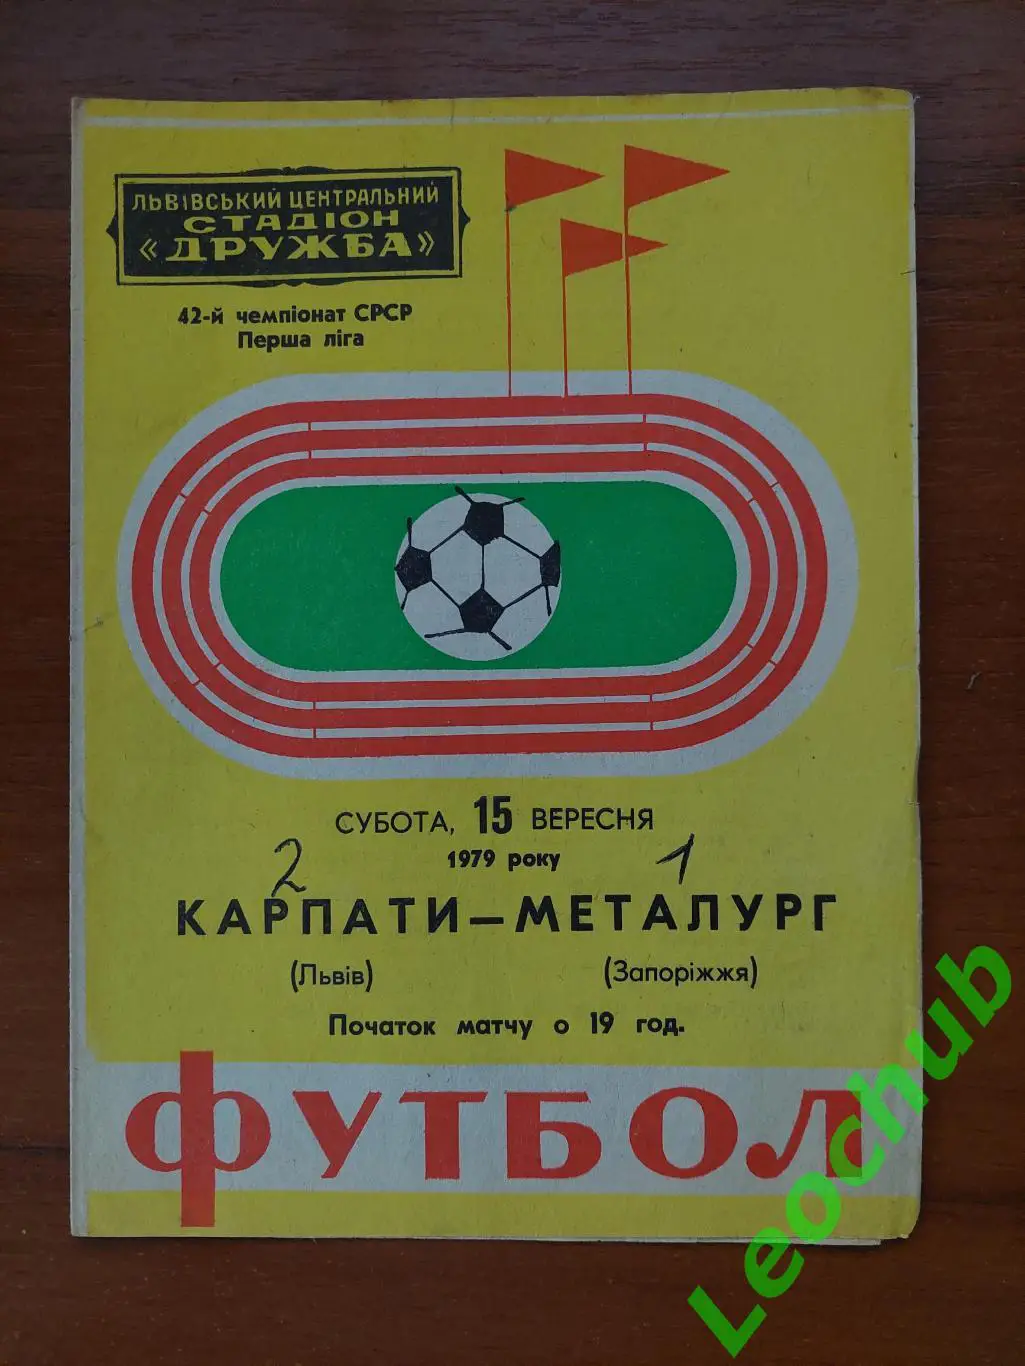 ЛЬВІВСЬКИЙ ЦЕНТРАЛЬНИЙ
СТАДІОН
«ДРУЖБА»
42-й чемпіонат СРСР
Перша ліга
СУБОТА, 15 ВЕРЕСНЯ
1979 року
2 1
КАРПАТИ—МЕТАЛУРГ
(Львів) (Запоріжжя)
Початок матчу о 19 год.
ФУТБОЛ
Leochub